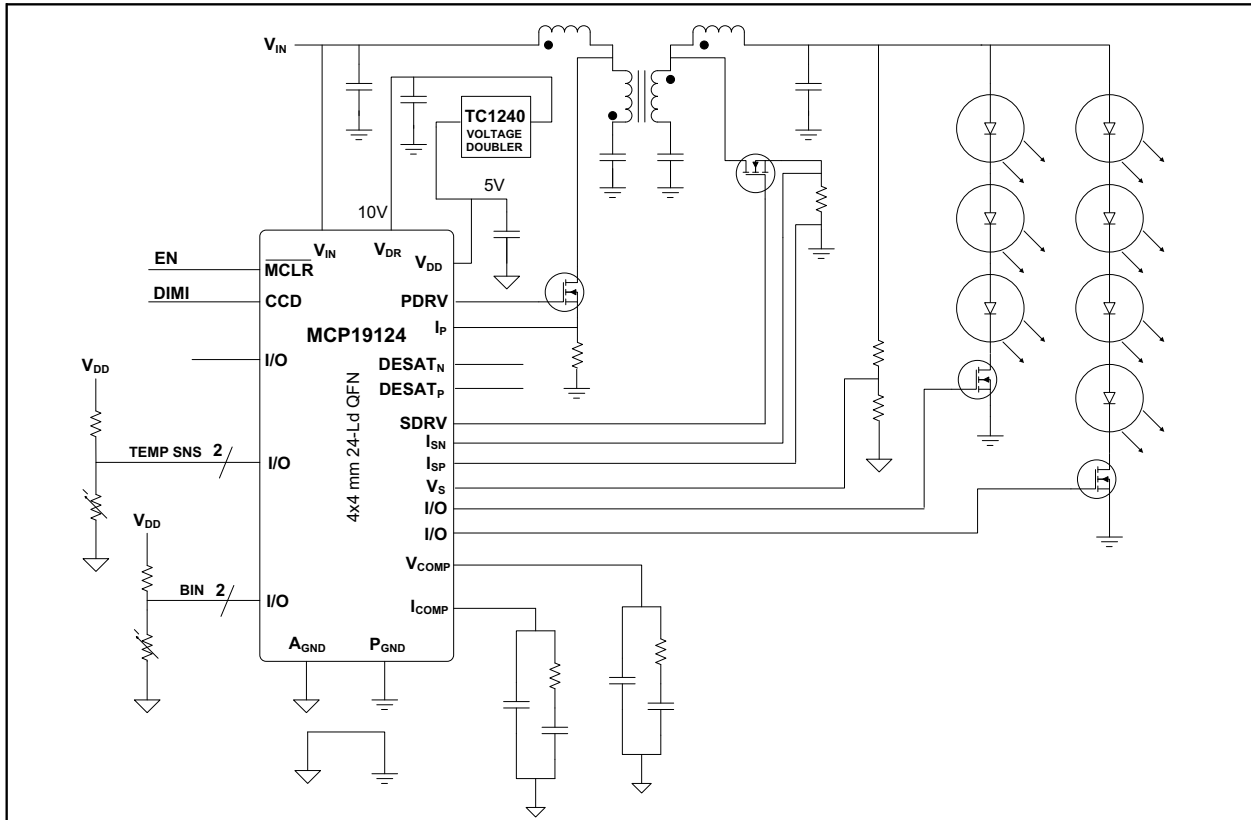 VIN
TC1240
VOLTAGE
DOUBLER
5V
10V
VIN
VDR
VDD
EN
MCLR
DIMI
CCD
PDRV
MCP19124
IP
I/O
DESATN
DESATP
VDD
4x4 mm 24-Ld QFN
SDRV
ISN
TEMP SNS 2
I/O
ISP
VS
I/O
I/O
VDD
VCOMP
BIN 2
I/O
ICOMP
AGND
PGND